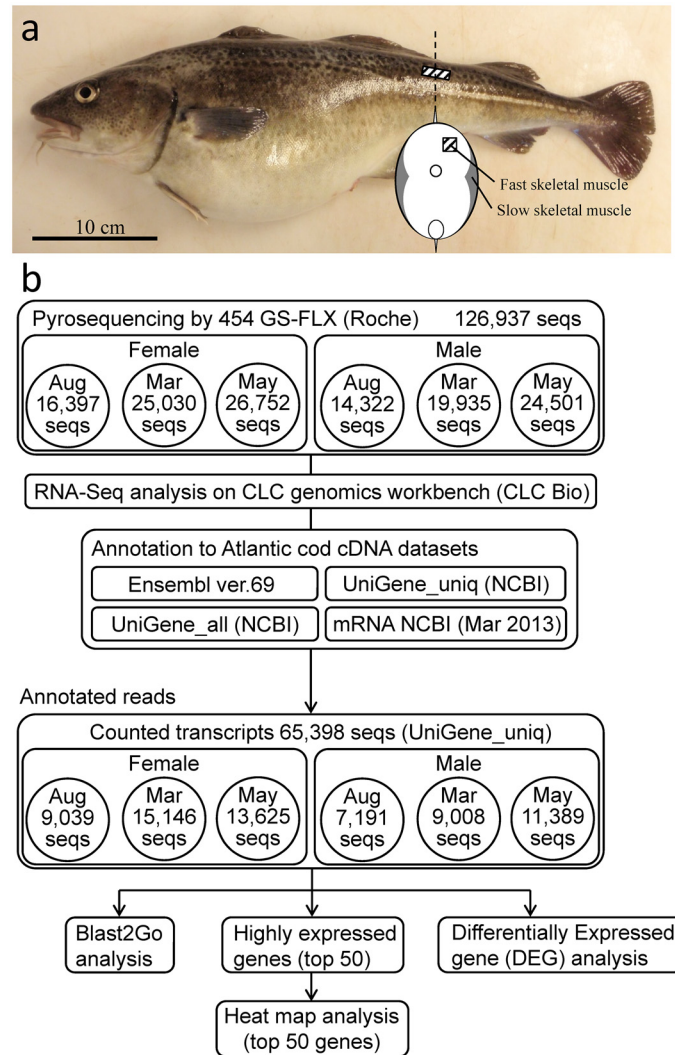 a
Fast skeletal muscle
Slow skeletal muscle
10 cm
b
Pyrosequencing by 454 GS-FLX (Roche) 126,937 seqs
Female
Male
Aug
16,397
seqs
Mar
25,030
seqs
May
26,752
seqs
Aug
14,322
seqs
Mar
19,935
seqs
May
24,501
seqs
RNA-Seq analysis on CLC genomics workbench (CLC Bio)
Annotation to Atlantic cod cDNA datasets
Ensembl ver.69
UniGene_uniq (NCBI)
UniGene_all (NCBI)
mRNA NCBI (Mar 2013)
Annotated reads
Counted transcripts 65,398 seqs (UniGene_uniq)
Female
Male
Aug
9,039
seqs
Mar
15,146
seqs
May
13,625
seqs
Aug
7,191
seqs
Mar
9,008
seqs
May
11,389
seqs
Blast2Go
analysis
Highly expressed
genes (top 50)
Differentially Expressed
gene (DEG) analysis
Heat map analysis
(top 50 genes)